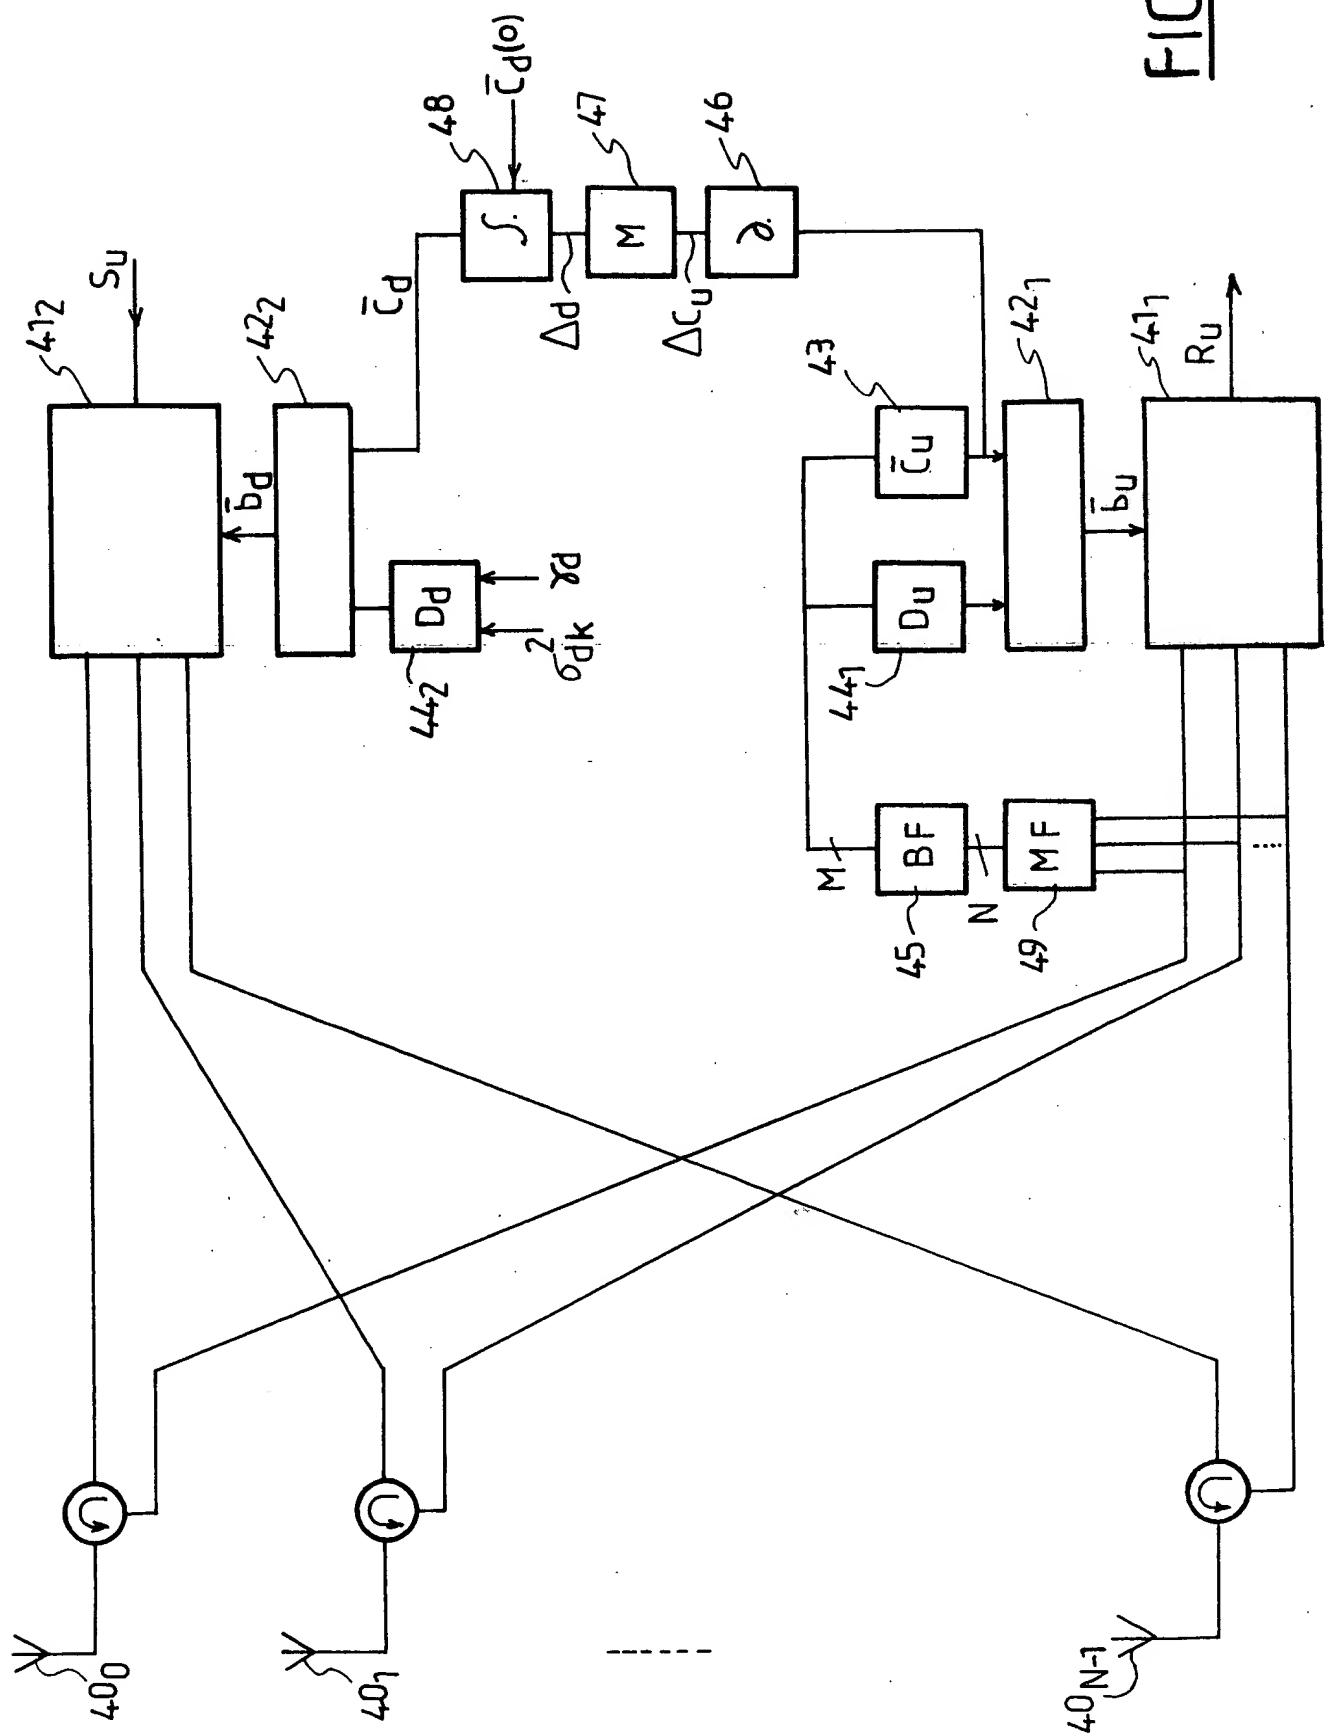 40₀
40₁
40N-1
41₂
Su
b̄d
42₂
C̄d
48
∫.
C̄d(0)
Δd
47
M
ΔCu
46
∂.
Dd
44₂
σ²dk
γd
43
C̄u
Du
44₁
42₁
b̄u
41₁
Ru
M
BF
45
N
MF
49
FIG